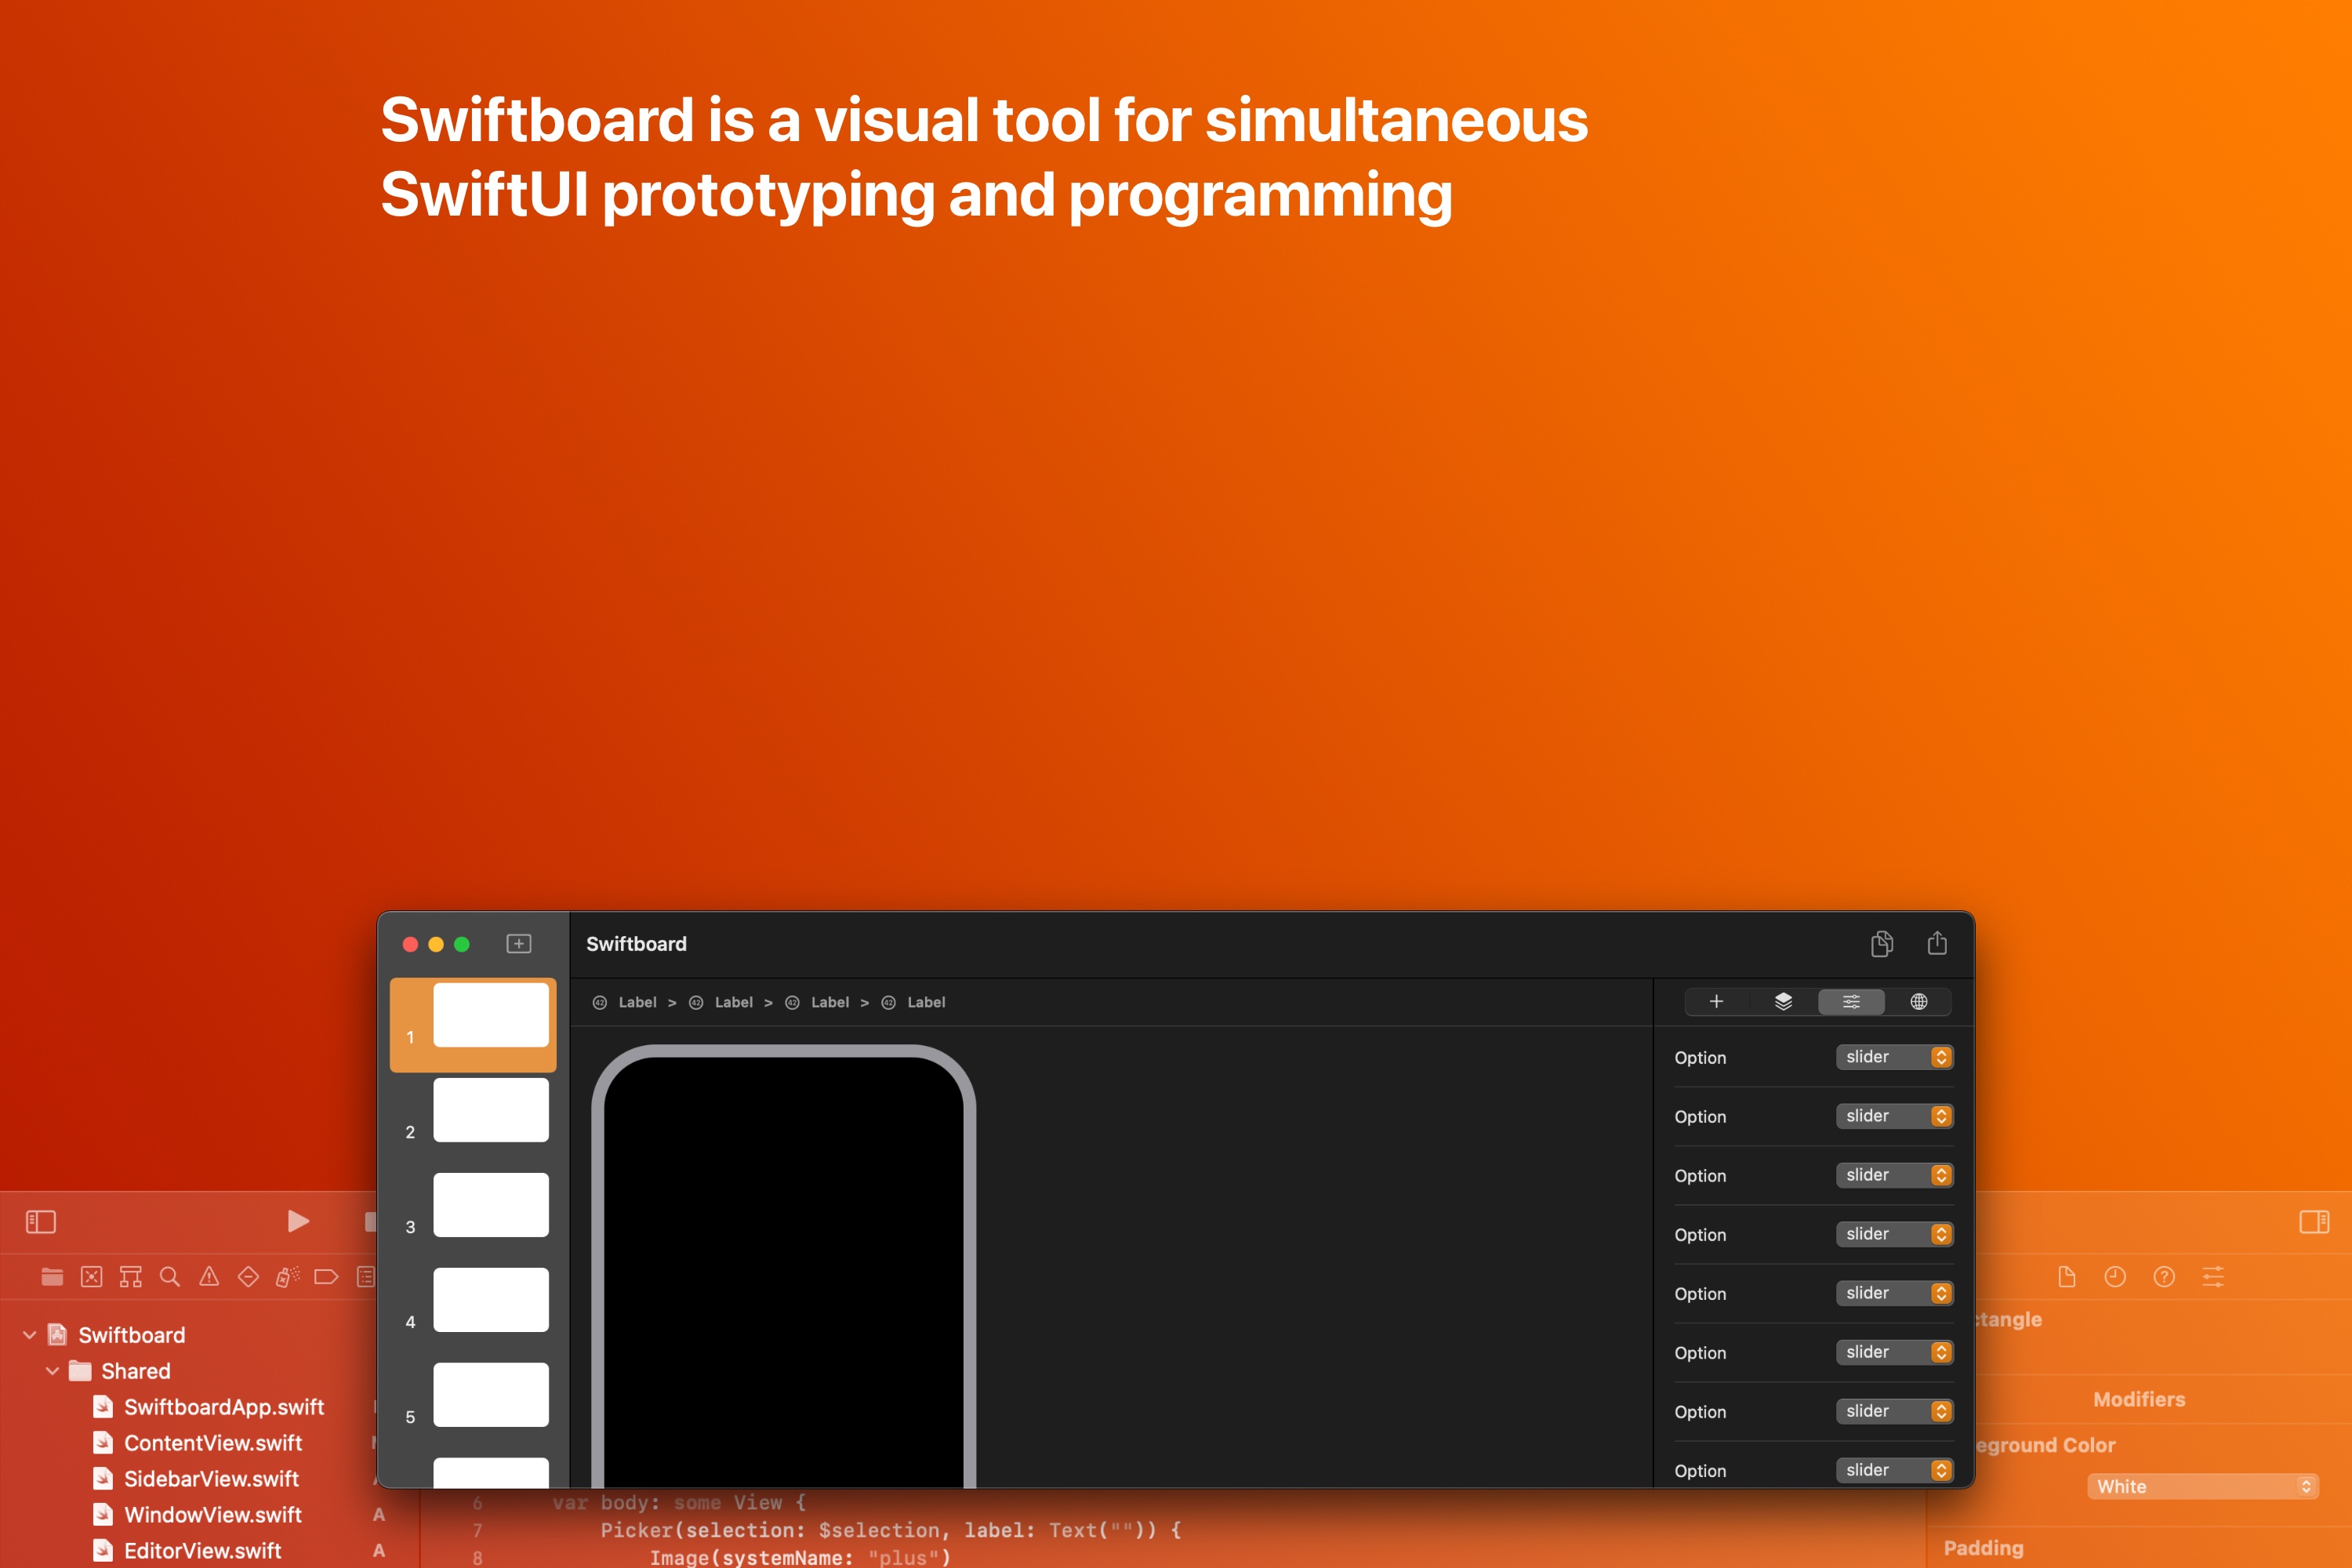 Swiftboard is a visual tool for simultaneous
SwiftUI prototyping and programming
Swiftboard
Label > Label > Label > Label
1
2
3
4
5
Option slider
Option slider
Option slider
Option slider
Option slider
Option slider
Option slider
Option slider
Swiftboard
Shared
SwiftboardApp.swift
ContentView.swift
SidebarView.swift
WindowView.swift A
EditorView.swift A
6 var body: some View {
7 Picker(selection: $selection, label: Text("")) {
8 Image(systemName: "plus")
ctangle
Modifiers
eground Color
White
Padding